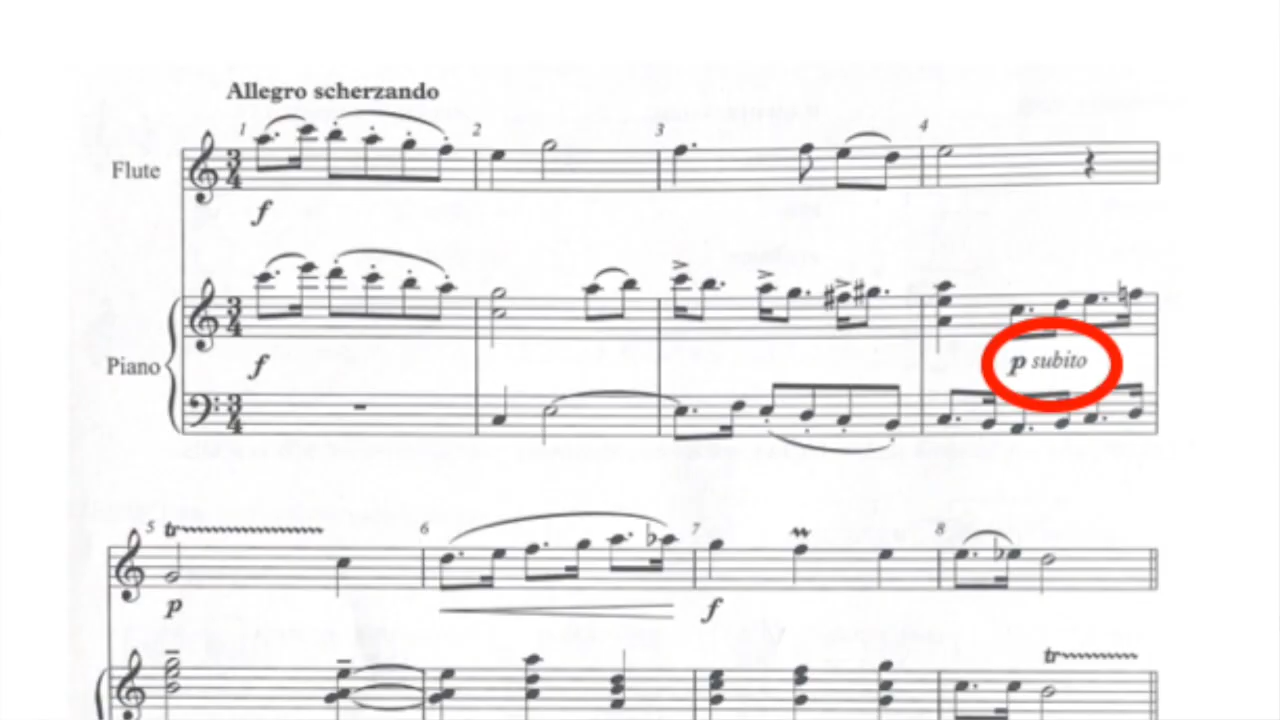 Allegro scherzando
1 2 3 4
Flute
3 4
f
3 4
Piano
f
p subito
3 4
5 tr 6 7 8
p f
tr